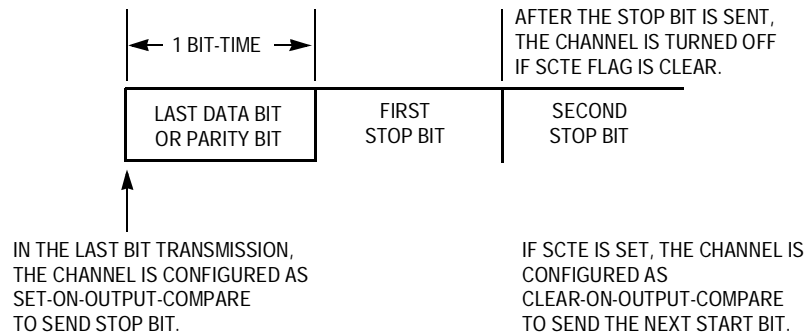 AFTER THE STOP BIT IS SENT,
THE CHANNEL IS TURNED OFF
IF SCTE FLAG IS CLEAR.
1 BIT-TIME
LAST DATA BIT
OR PARITY BIT
FIRST
STOP BIT
SECOND
STOP BIT
IN THE LAST BIT TRANSMISSION,
THE CHANNEL IS CONFIGURED AS
SET-ON-OUTPUT-COMPARE
TO SEND STOP BIT.
IF SCTE IS SET, THE CHANNEL IS
CONFIGURED AS
CLEAR-ON-OUTPUT-COMPARE
TO SEND THE NEXT START BIT.